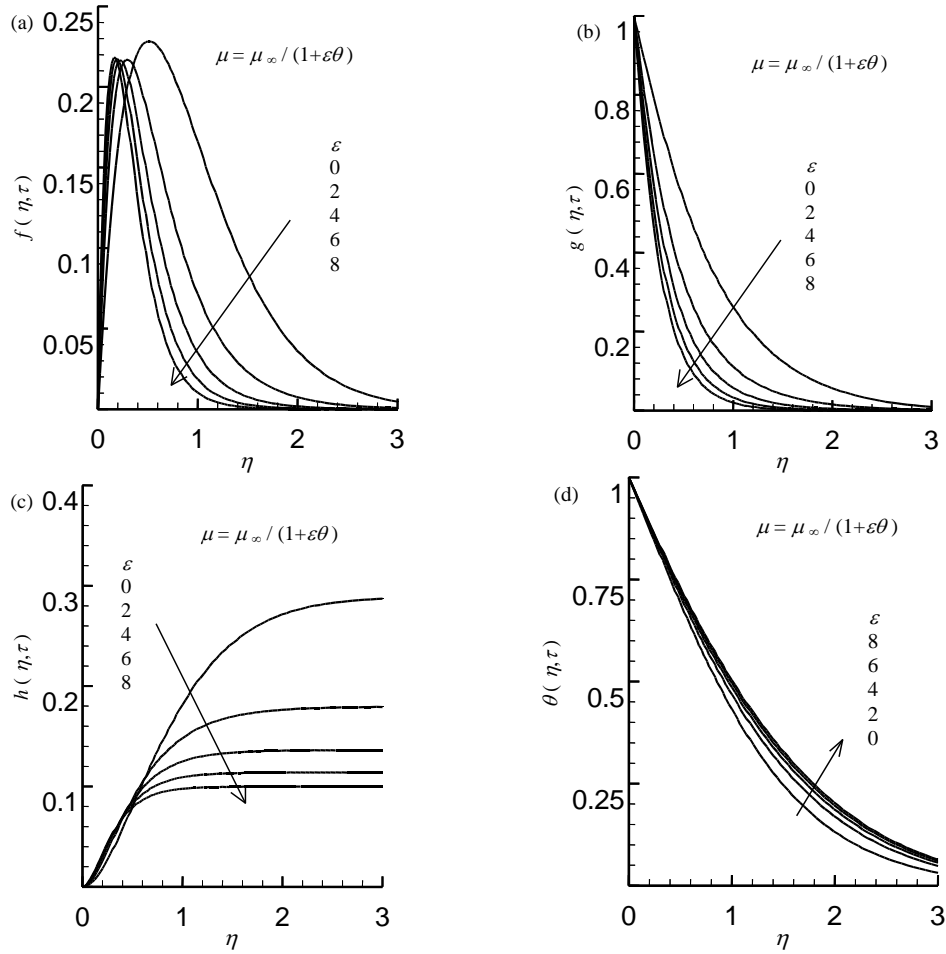 (a)
0.25
0.2
0.15
0.1
0.05
0
1
2
3
f ( η,τ)
η
μ = μ ∞ / (1+εθ)
ε
0
2
4
6
8
(b)
1
0.8
0.6
0.4
0.2
0
1
2
3
g ( η,τ)
η
μ = μ ∞ / (1+εθ)
ε
0
2
4
6
8
(c)
0.4
0.3
0.2
0.1
0
1
2
3
h ( η,τ)
η
μ = μ ∞ / (1+εθ)
ε
0
2
4
6
8
(d)
1
0.75
0.5
0.25
0
1
2
3
θ ( η,τ)
η
μ = μ ∞ / (1+εθ)
ε
8
6
4
2
0